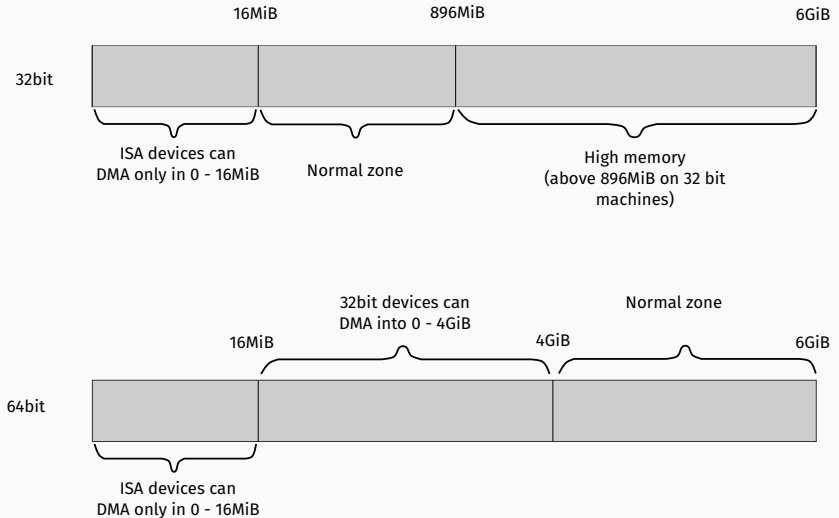 16MiB
896MiB
6GiB
32bit
ISA devices can
DMA only in 0 - 16MiB
Normal zone
High memory
(above 896MiB on 32 bit
machines)
32bit devices can
DMA into 0 - 4GiB
Normal zone
16MiB
4GiB
6GiB
64bit
ISA devices can
DMA only in 0 - 16MiB